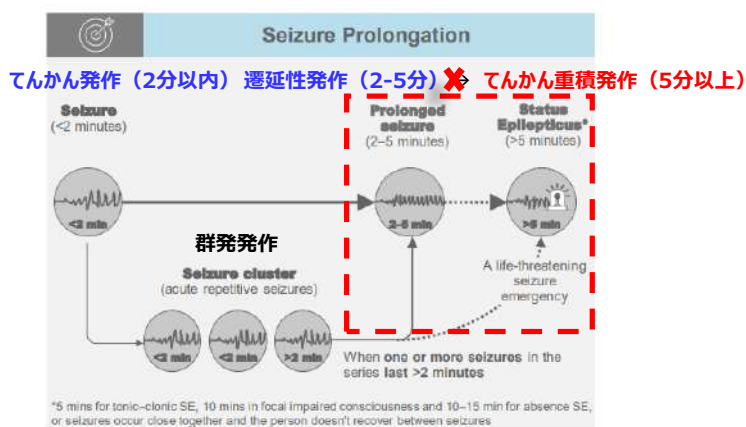 Seizure Prolongation
てんかん発作（2分以内） 遷延性発作（2-5分） → てんかん重積発作（5分以上）
Seizure
(<2 minutes)
Prolonged
seizure
(2–5 minutes)
Status
Epilepticus*
(>5 minutes)
<2 min
2–5 min
>5 min
群発発作
Seizure cluster
(acute repetitive seizures)
A life-threatening
seizure
emergency
<2 min
<2 min
>2 min
When one or more seizures in the
series last >2 minutes
*5 mins for tonic–clonic SE, 10 mins in focal impaired consciousness and 10–15 min for absence SE,
or seizures occur close together and the person doesn't recover between seizures